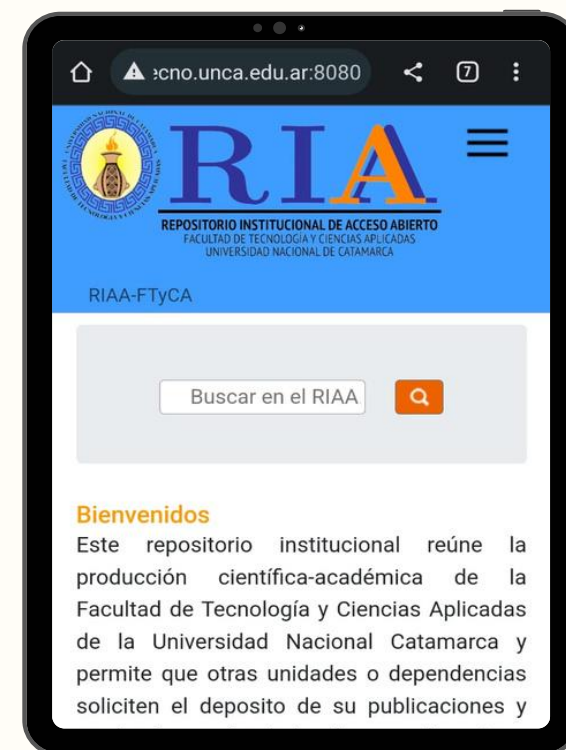 ecno.unca.edu.ar:8080
7
RIA
REPOSITORIO INSTITUCIONAL DE ACCESO ABIERTO
FACULTAD DE TECNOLOGÍA Y CIENCIAS APLICADAS
UNIVERSIDAD NACIONAL DE CATAMARCA
RIAA-FTyCA
Buscar en el RIAA
Bienvenidos
Este repositorio institucional reúne la
producción científica-académica de la
Facultad de Tecnología y Ciencias Aplicadas
de la Universidad Nacional Catamarca y
permite que otras unidades o dependencias
soliciten el deposito de su publicaciones y